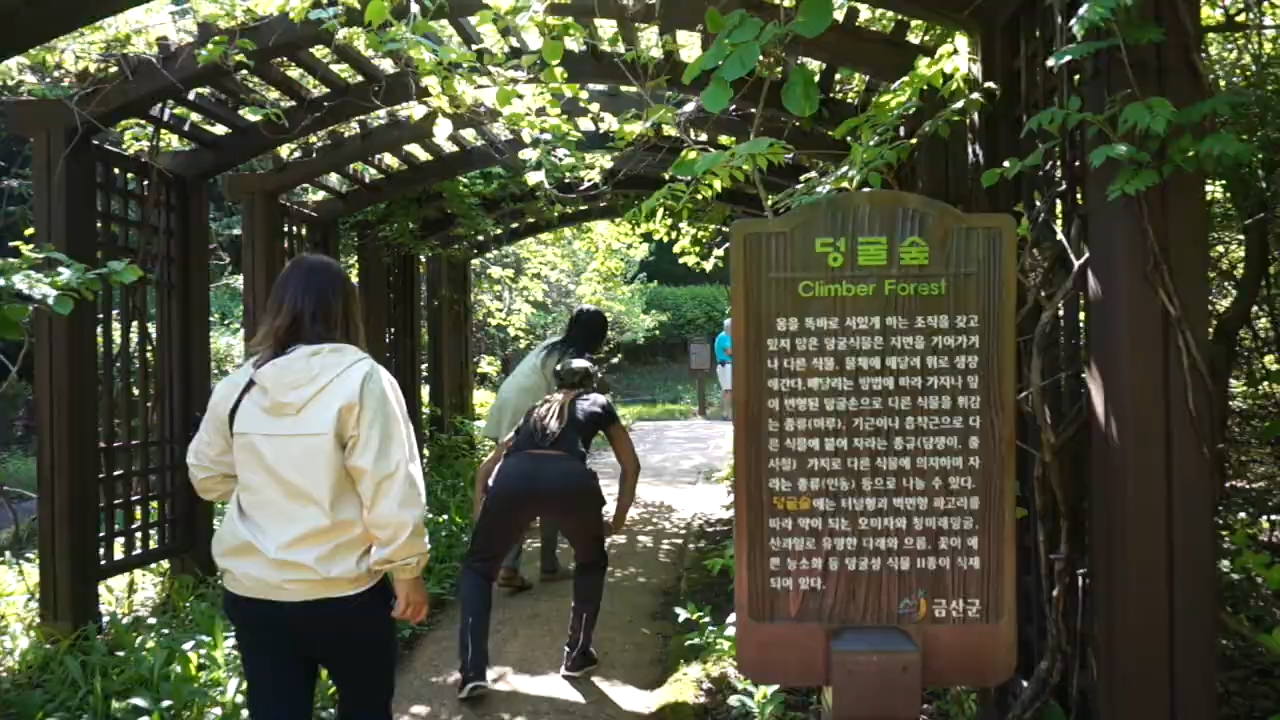 덩굴숲
Climber Forest
몸을 똑바로 서있게 하는 조직을 갖고
있지 않은 덩굴식물은 지면을 기어가거
나 다른 식물, 물체에 매달려 위로 생장
해간다.매달리는 방법에 따라 가지나 잎
이 변형된 덩굴손으로 다른 식물을 휘감
는 종류(머루), 기근이나 흡착근으로 다
른 식물에 붙어 자라는 종류(담쟁이, 줄
사철) 가지로 다른 식물에 의지하며 자
라는 종류(인동) 등으로 나눌 수 있다.
덩굴숲에는 터널형과 벽면형 파고라를
따라 약이 되는 오미자와 청미래덩굴,
산과일로 유명한 다래와 으름, 꽃이 예
쁜 능소화 등 덩굴성 식물 11종이 식재
되어 있다.
금산군